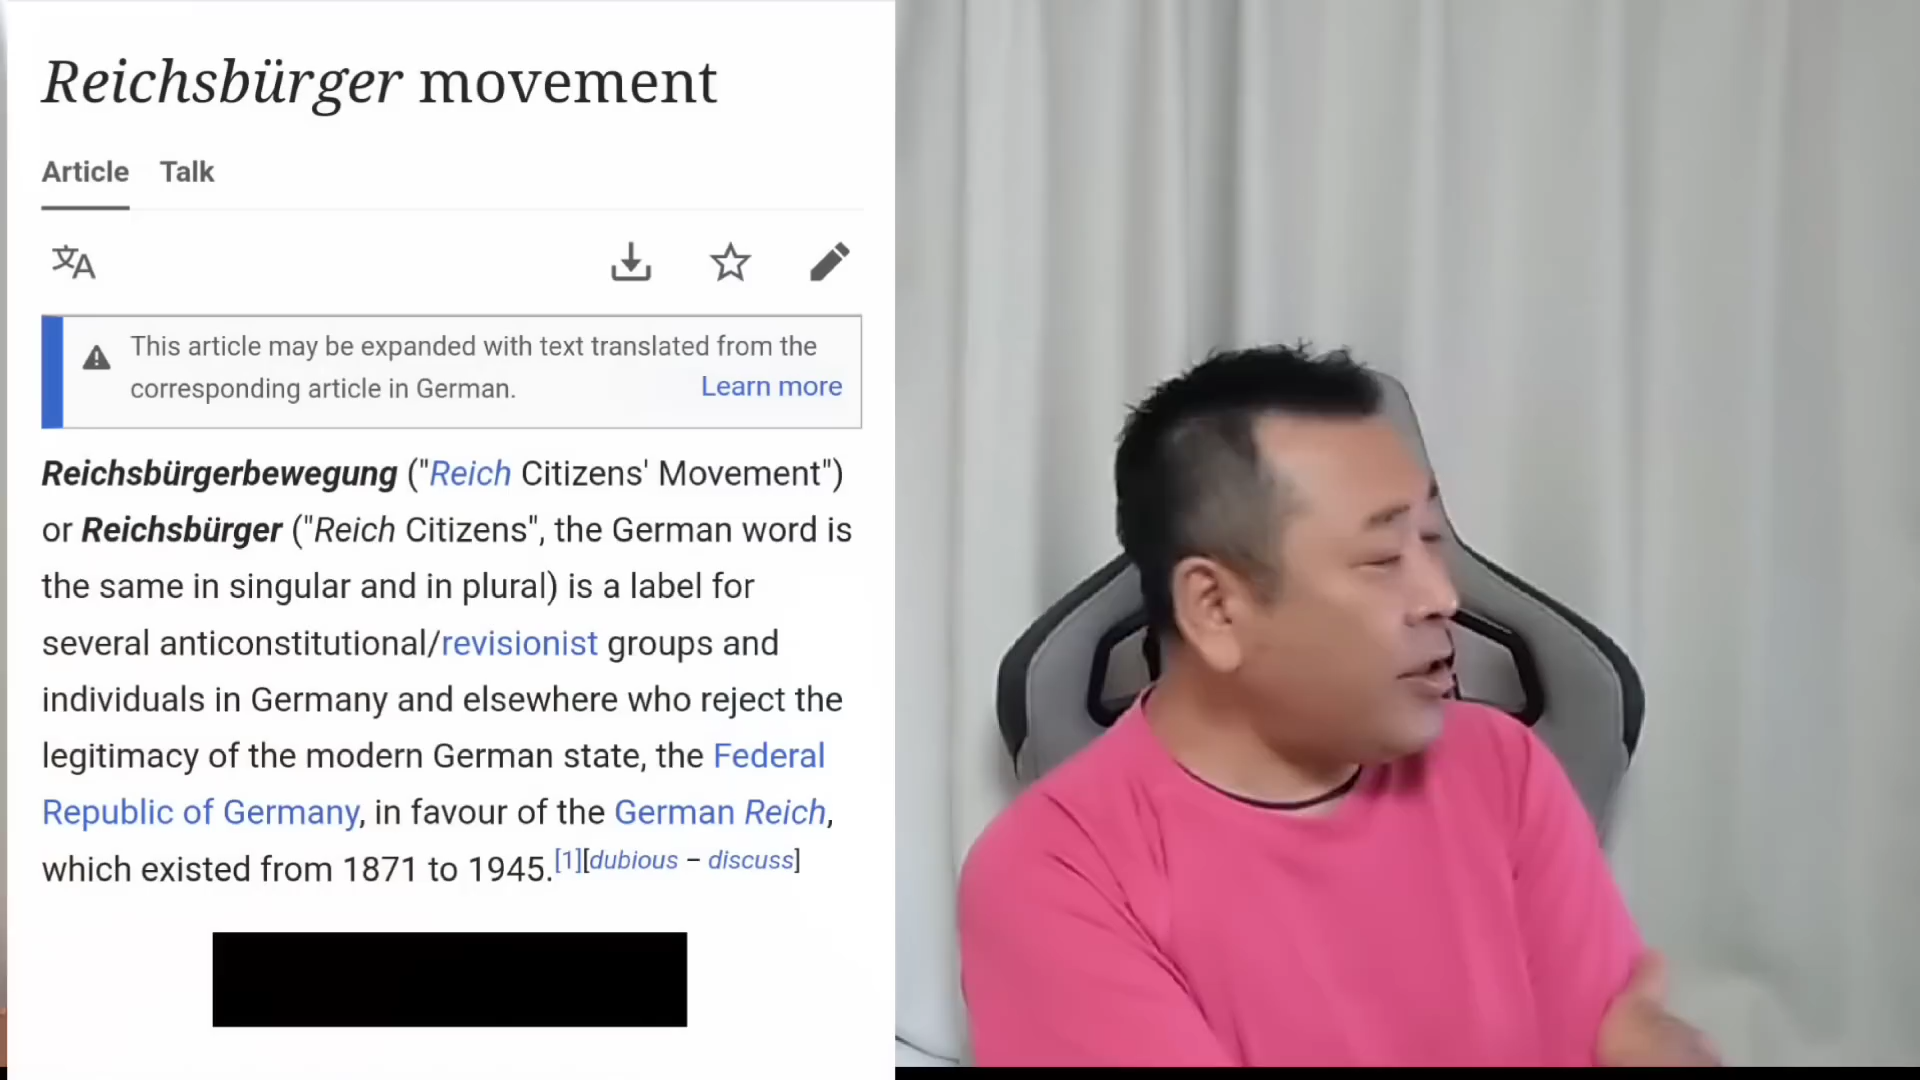 Reichsbürger movement
Article Talk
This article may be expanded with text translated from the
corresponding article in German. Learn more
Reichsbürgerbewegung ("Reich Citizens' Movement")
or Reichsbürger ("Reich Citizens", the German word is
the same in singular and in plural) is a label for
several anticonstitutional/revisionist groups and
individuals in Germany and elsewhere who reject the
legitimacy of the modern German state, the Federal
Republic of Germany, in favour of the German Reich,
which existed from 1871 to 1945.[1][dubious – discuss]